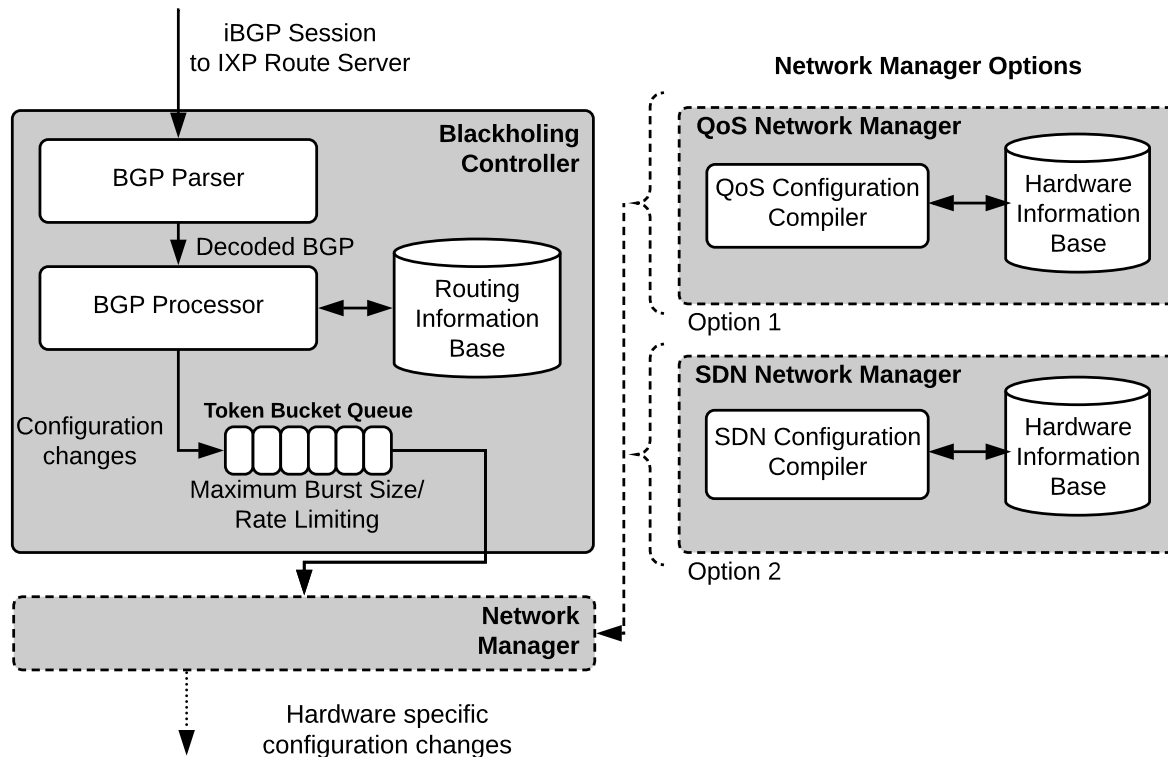 iBGP Session
to IXP Route Server
Blackholing
Controller
BGP Parser
Decoded BGP
BGP Processor
Routing
Information
Base
Configuration
changes
Token Bucket Queue
Maximum Burst Size/
Rate Limiting
Network
Manager
Hardware specific
configuration changes
Network Manager Options
QoS Network Manager
QoS Configuration
Compiler
Hardware
Information
Base
Option 1
SDN Network Manager
SDN Configuration
Compiler
Hardware
Information
Base
Option 2